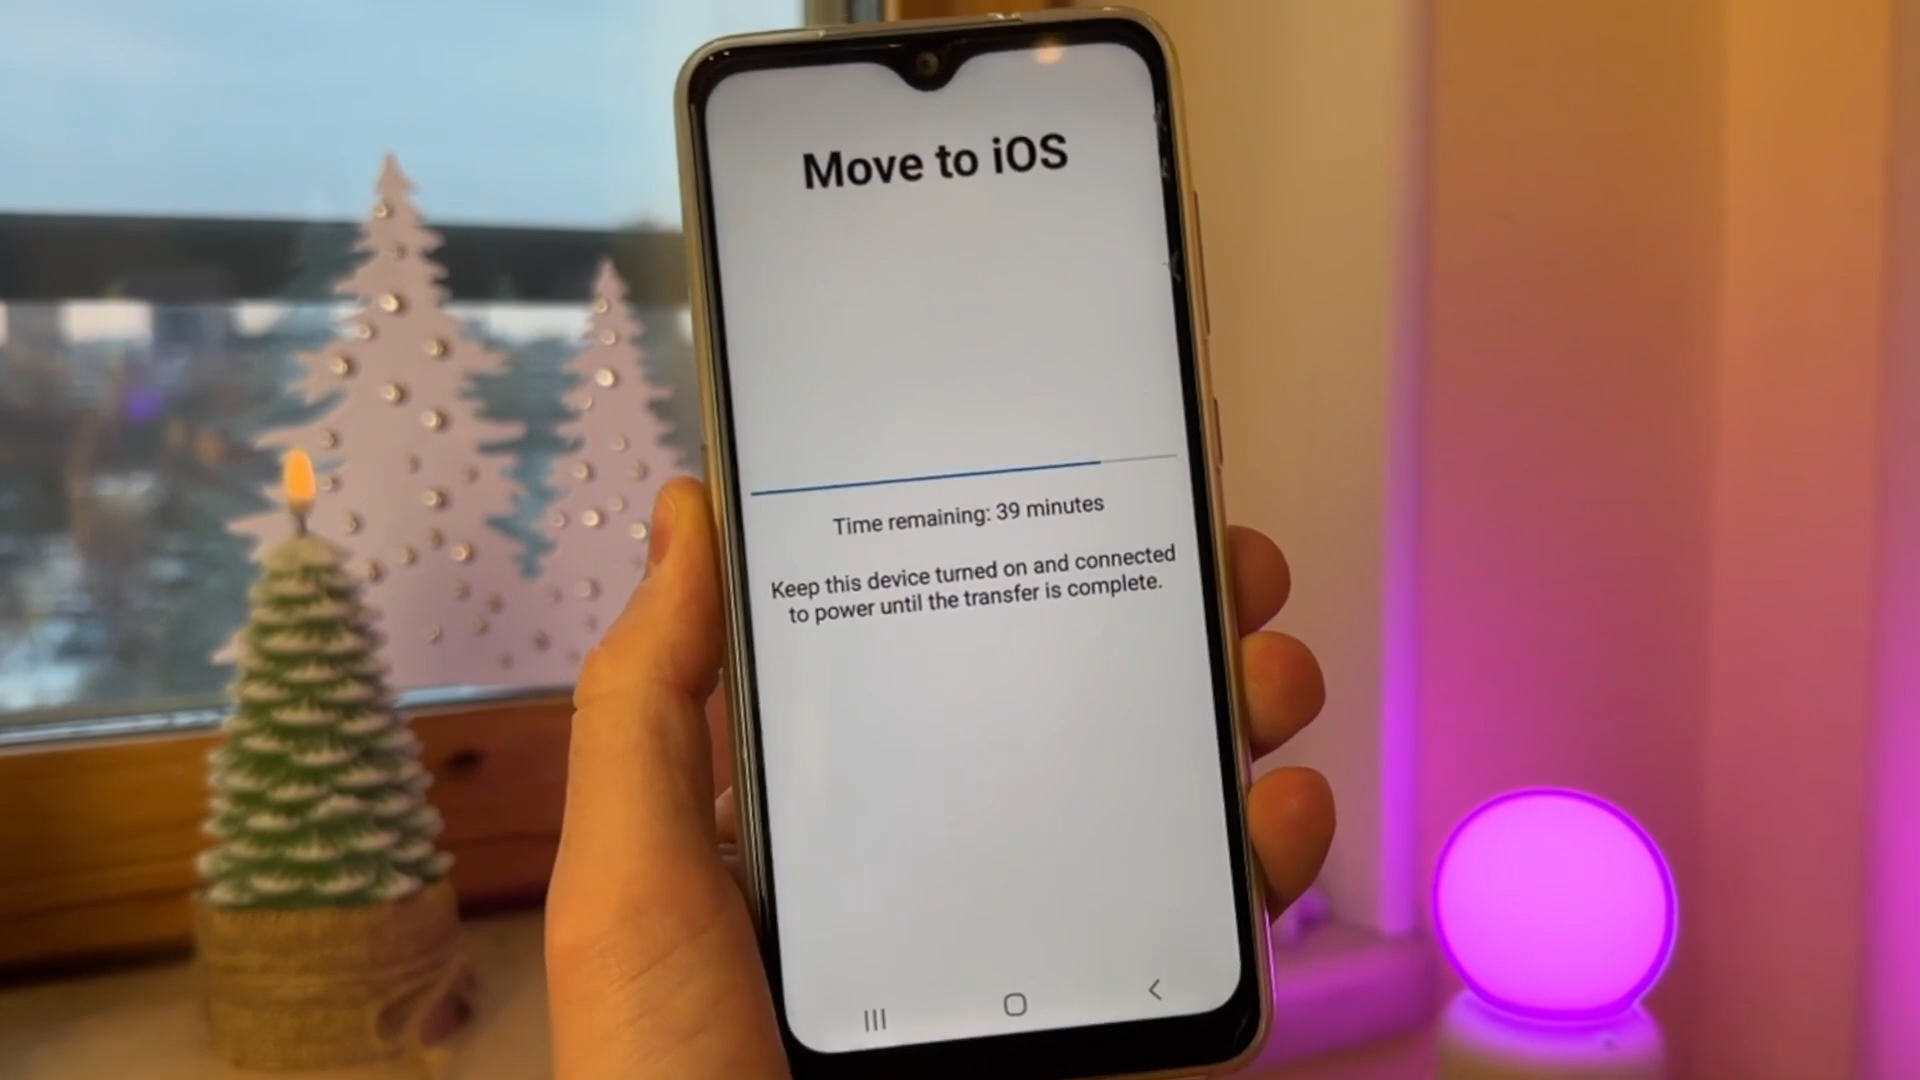 Move to iOS
Time remaining: 39 minutes
Keep this device turned on and connected
to power until the transfer is complete.